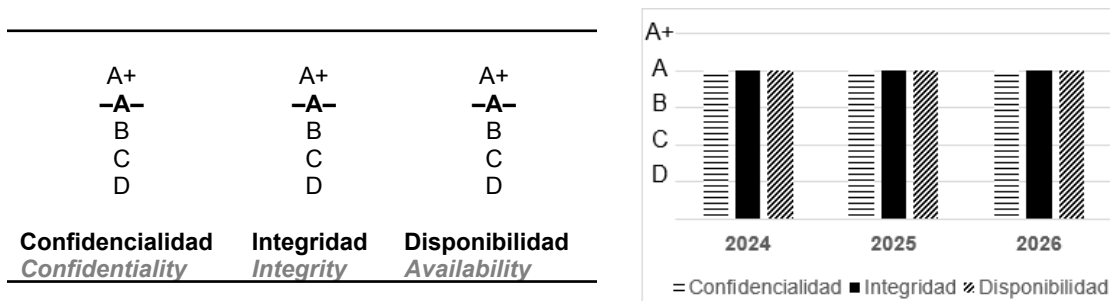 A+ A+ A+
–A– –A– –A–
B B B
C C C
D D D
Confidencialidad Integridad Disponibilidad
Confidentiality Integrity Availability
A+
A
B
C
D
2024 2025 2026
Confidencialidad Integridad Disponibilidad